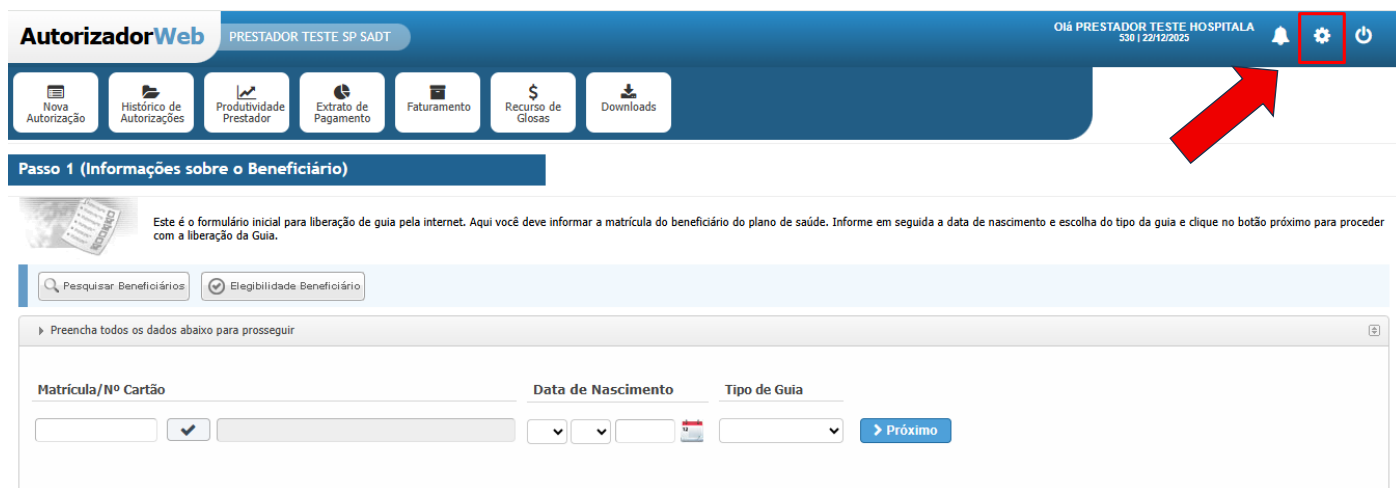 AutorizadorWeb
PRESTADOR TESTE SP SADT
Olá PRESTADOR TESTE HOSPITALA
530 | 22/12/2025
Nova
Autorização
Histórico de
Autorizações
Produtividade
Prestador
Extrato de
Pagamento
Faturamento
Recurso de
Glosas
Downloads
Passo 1 (Informações sobre o Beneficiário)
Este é o formulário inicial para liberação de guia pela internet. Aqui você deve informar a matrícula do beneficiário do plano de saúde. Informe em seguida a data de nascimento e escolha do tipo da guia e clique no botão próximo para proceder
com a liberação da Guia.
Pesquisar Beneficiários
Elegibilidade Beneficiário
Preencha todos os dados abaixo para prosseguir
Matrícula/Nº Cartão
Data de Nascimento
Tipo de Guia
Próximo